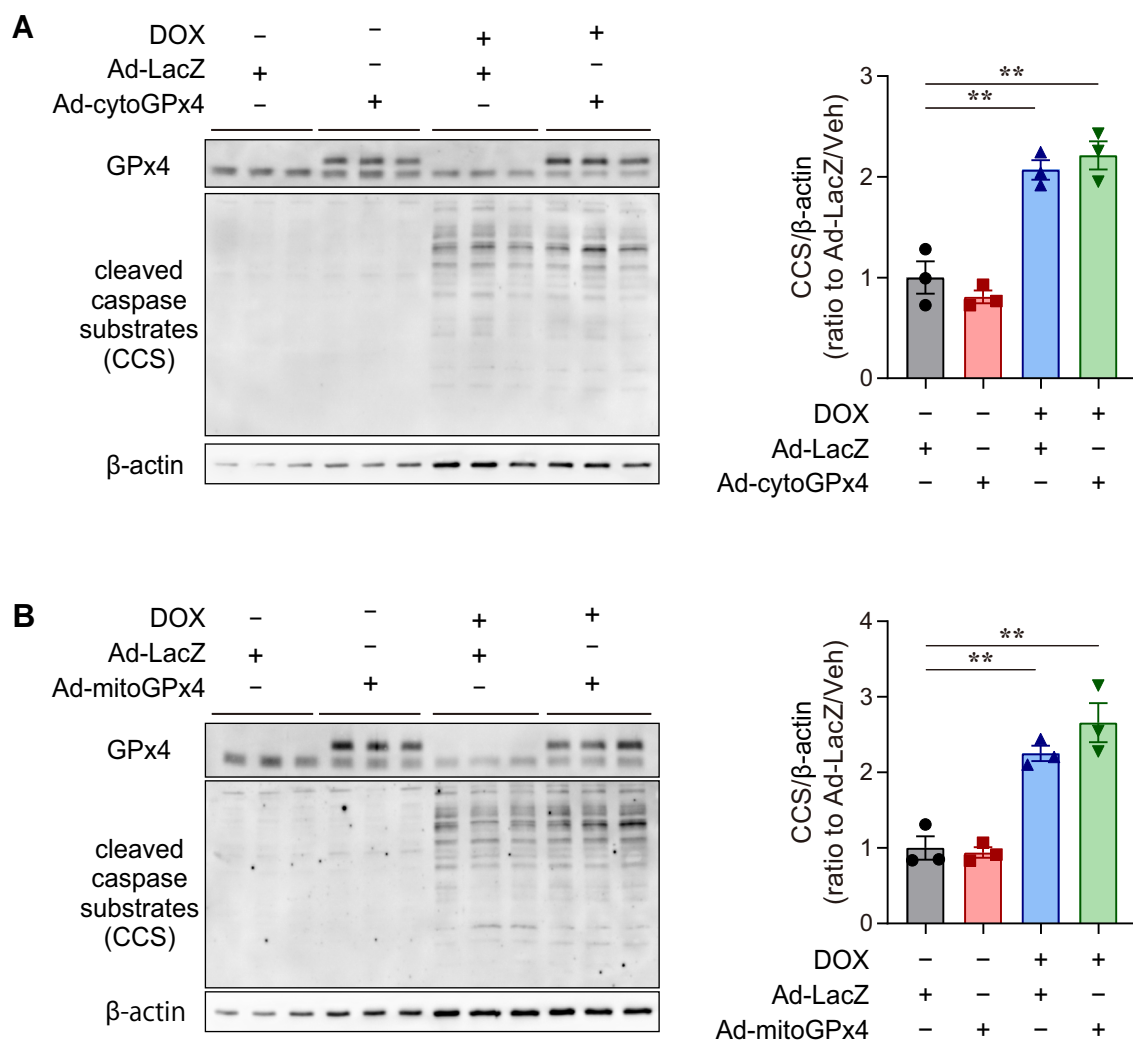 A
DOX – – + +
Ad-LacZ + – + –
Ad-cytoGPx4 – + – +
GPx4
cleaved
caspase
substrates
(CCS)
β-actin
CCS/β-actin
(ratio to Ad-LacZ/Veh)
3
2
1
0
**
**
DOX – – + +
Ad-LacZ + – + –
Ad-cytoGPx4 – + – +
B
DOX – – + +
Ad-LacZ + – + –
Ad-mitoGPx4 – + – +
GPx4
cleaved
caspase
substrates
(CCS)
β-actin
CCS/β-actin
(ratio to Ad-LacZ/Veh)
4
3
2
1
0
**
**
DOX – – + +
Ad-LacZ + – + –
Ad-mitoGPx4 – + – +